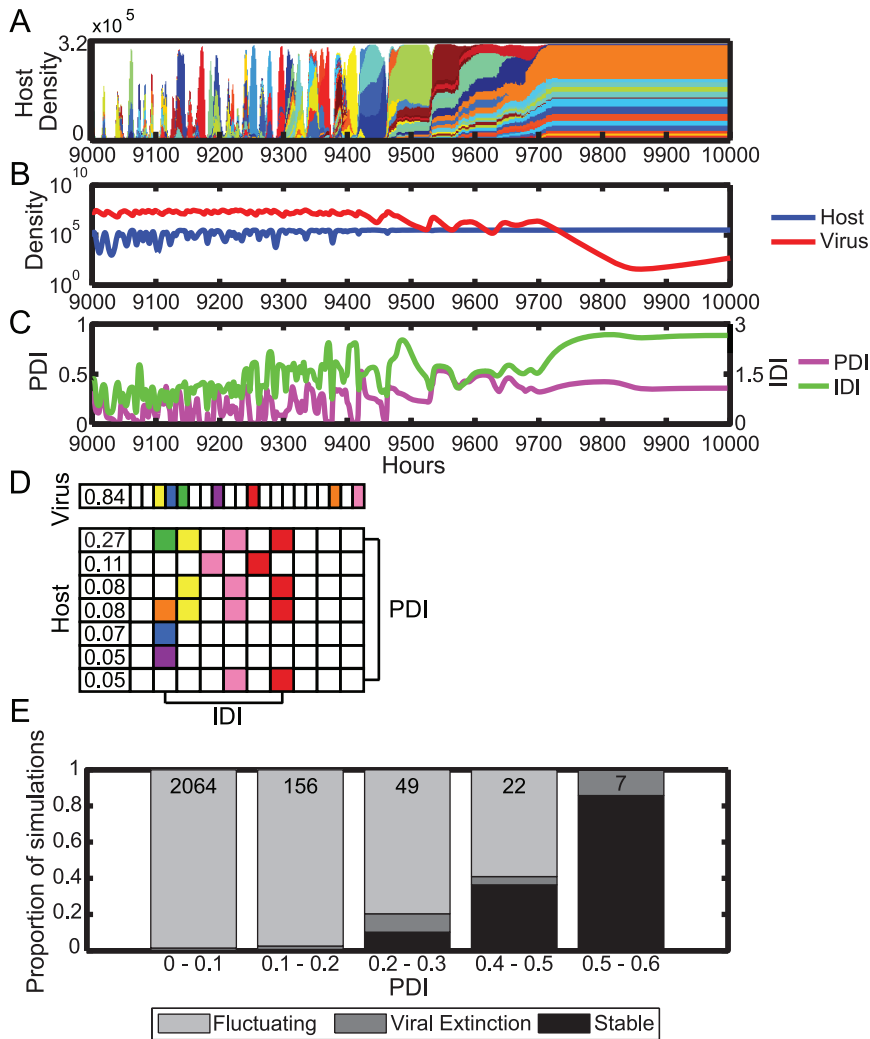 A
x10 5
3.2
0
Host
Density
9000 9100 9200 9300 9400 9500 9600 9700 9800 9900 10000
B
10 10
10 5
10 0
Density
9000 9100 9200 9300 9400 9500 9600 9700 9800 9900 10000
Host
Virus
C
1
0.5
0
PDI
3
1.5
0
IDI
9000 9100 9200 9300 9400 9500 9600 9700 9800 9900 10000
Hours
PDI
IDI
D
Virus
0.84
Host
0.27
0.11
0.08
0.08
0.07
0.05
0.05
PDI
IDI
E
Proportion of simulations
1
0.8
0.6
0.4
0.2
0
2064 156 49 22 7
0 - 0.1 0.1 - 0.2 0.2 - 0.3 0.4 - 0.5 0.5 - 0.6
PDI
Fluctuating Viral Extinction Stable